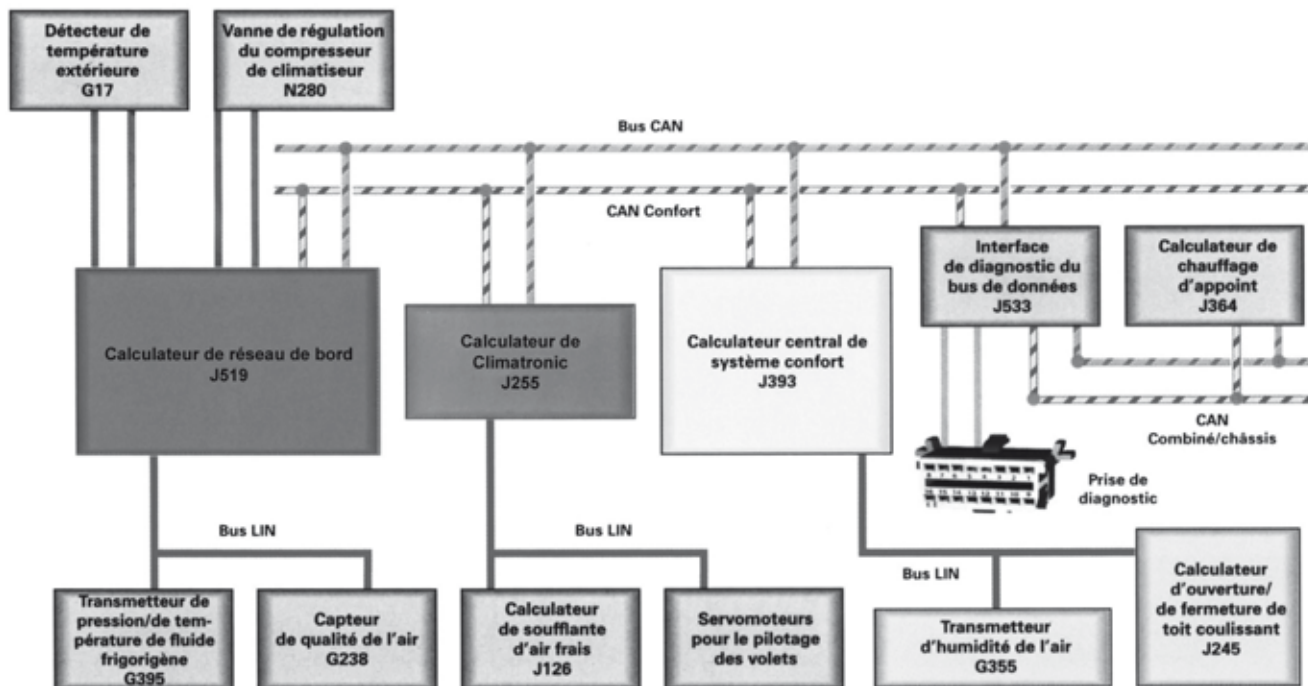 Détecteur de
température
extérieure
G17
Vanne de régulation
du compresseur
de climatiseur
N280
Bus CAN
CAN Confort
Interface
de diagnostic du
bus de données
J533
Calculateur de
chauffage
d'appoint
J364
Calculateur de réseau de bord
J519
Calculateur de
Climatronic
J255
Calculateur central de
système confort
J393
CAN
Combiné/châssis
Prise de
diagnostic
Bus LIN
Bus LIN
Bus LIN
Transmetteur de
pression/de tem-
pérature de fluide
frigorigène
G395
Capteur
de qualité de l'air
G238
Calculateur
de soufflante
d'air frais
J126
Servomoteurs
pour le pilotage
des volets
Transmetteur
d'humidité de l'air
G355
Calculateur
d'ouverture/
de fermeture de
toit coulissant
J245